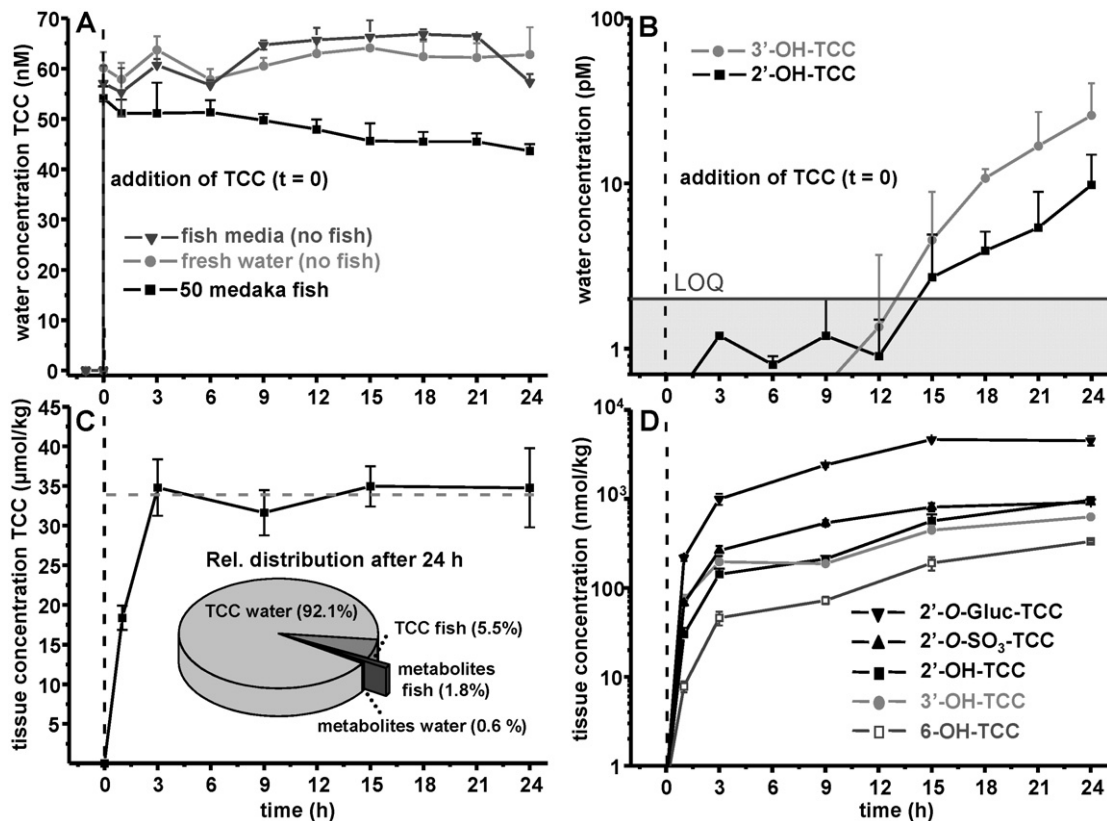 A
water concentration TCC (nM)
70
60
50
40
30
20
10
0
addition of TCC (t = 0)
fish media (no fish)
fresh water (no fish)
50 medaka fish
0 3 6 9 12 15 18 21 24
B
water concentration (pM)
100
10
1
3'-OH-TCC
2'-OH-TCC
addition of TCC (t = 0)
LOQ
0 3 6 9 12 15 18 21 24
C
tissue concentration TCC (µmol/kg)
45
40
35
30
25
20
15
10
5
Rel. distribution after 24 h
TCC water (92.1%)
TCC fish (5.5%)
metabolites
fish (1.8%)
metabolites water (0.6 %)
0 3 6 9 12 15 18 21 24
time (h)
D
tissue concentration (nmol/kg)
10⁴
10³
100
10
1
2'-O-Gluc-TCC
2'-O-SO₃-TCC
2'-OH-TCC
3'-OH-TCC
6-OH-TCC
0 3 6 9 12 15 18 21 24
time (h)